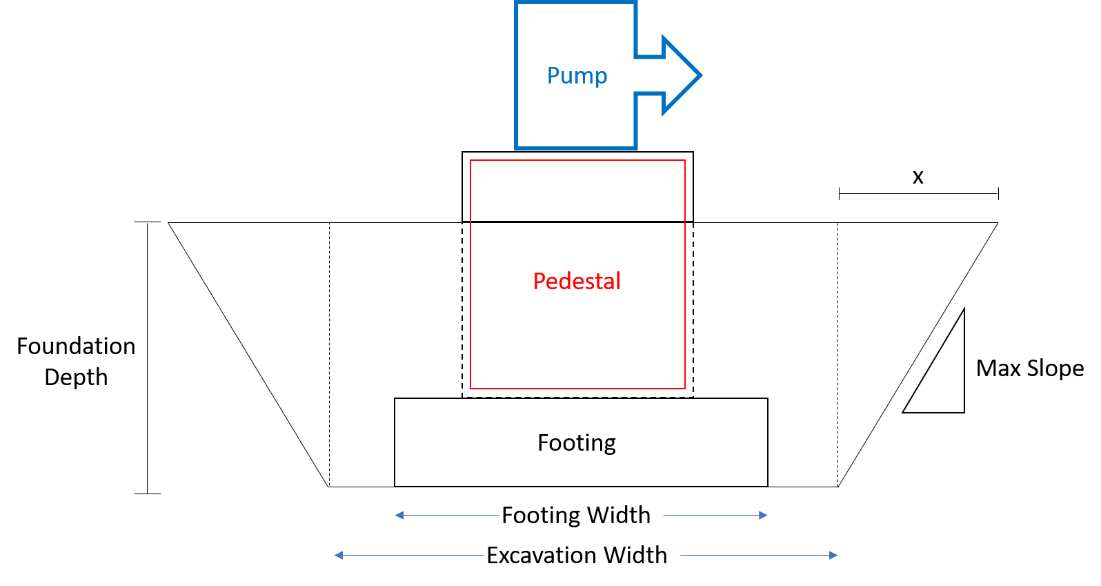 Pump
x
Pedestal
Foundation
Depth
Max Slope
Footing
Footing Width
Excavation Width